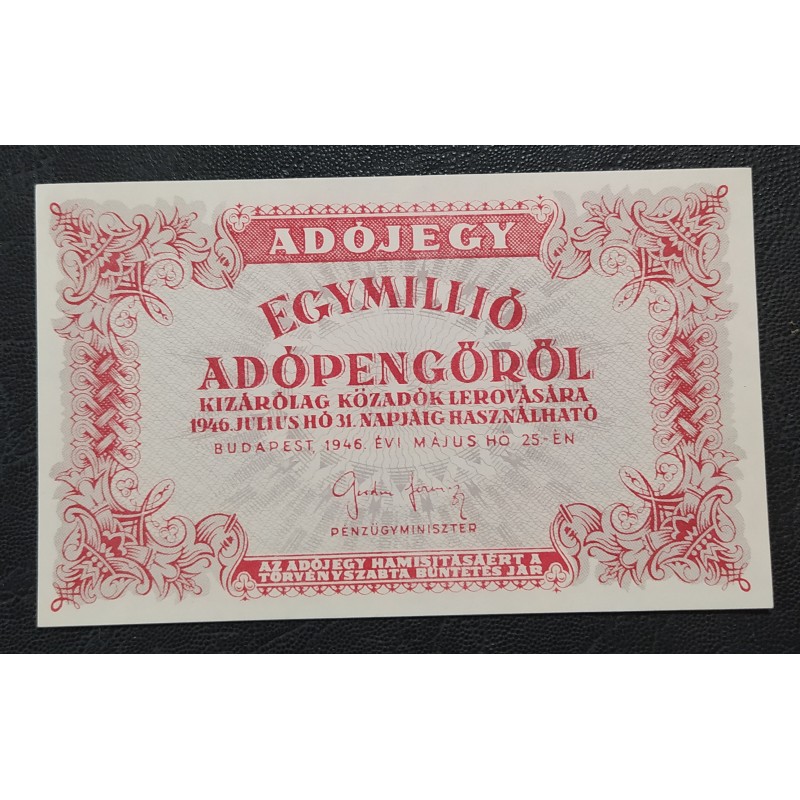 ADÓJEGY
EGYMILLIÓ
ADÓPENGŐRŐL
KIZÁRÓLAG KÖZADÓK LEROVÁSÁRA
1946. JULIUS HÓ 31. NAPJÁIG HASZNÁLHATÓ
BUDAPEST, 1946. ÉVI MÁJUS HÓ 25-ÉN
PÉNZÜGYMINISZTER
AZ ADÓJEGY HAMISITÁSÁÉRT A
TÖRVÉNYSZABTA BÜNTETÉS JÁR